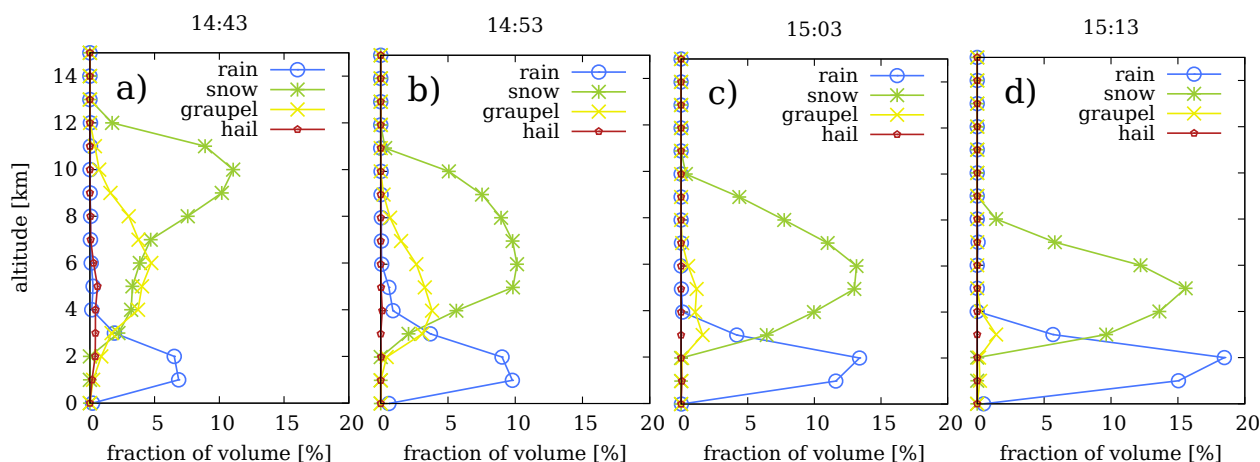 14:43 14:53 15:03 15:13
a) b) c) d)
rain rain rain rain
snow snow snow snow
graupel graupel graupel graupel
hail hail hail hail
altitude [km]
14
12
10
8
6
4
2
0
0 5 10 15 20 0 5 10 15 20 0 5 10 15 20 0 5 10 15 20
fraction of volume [%] fraction of volume [%] fraction of volume [%] fraction of volume [%]